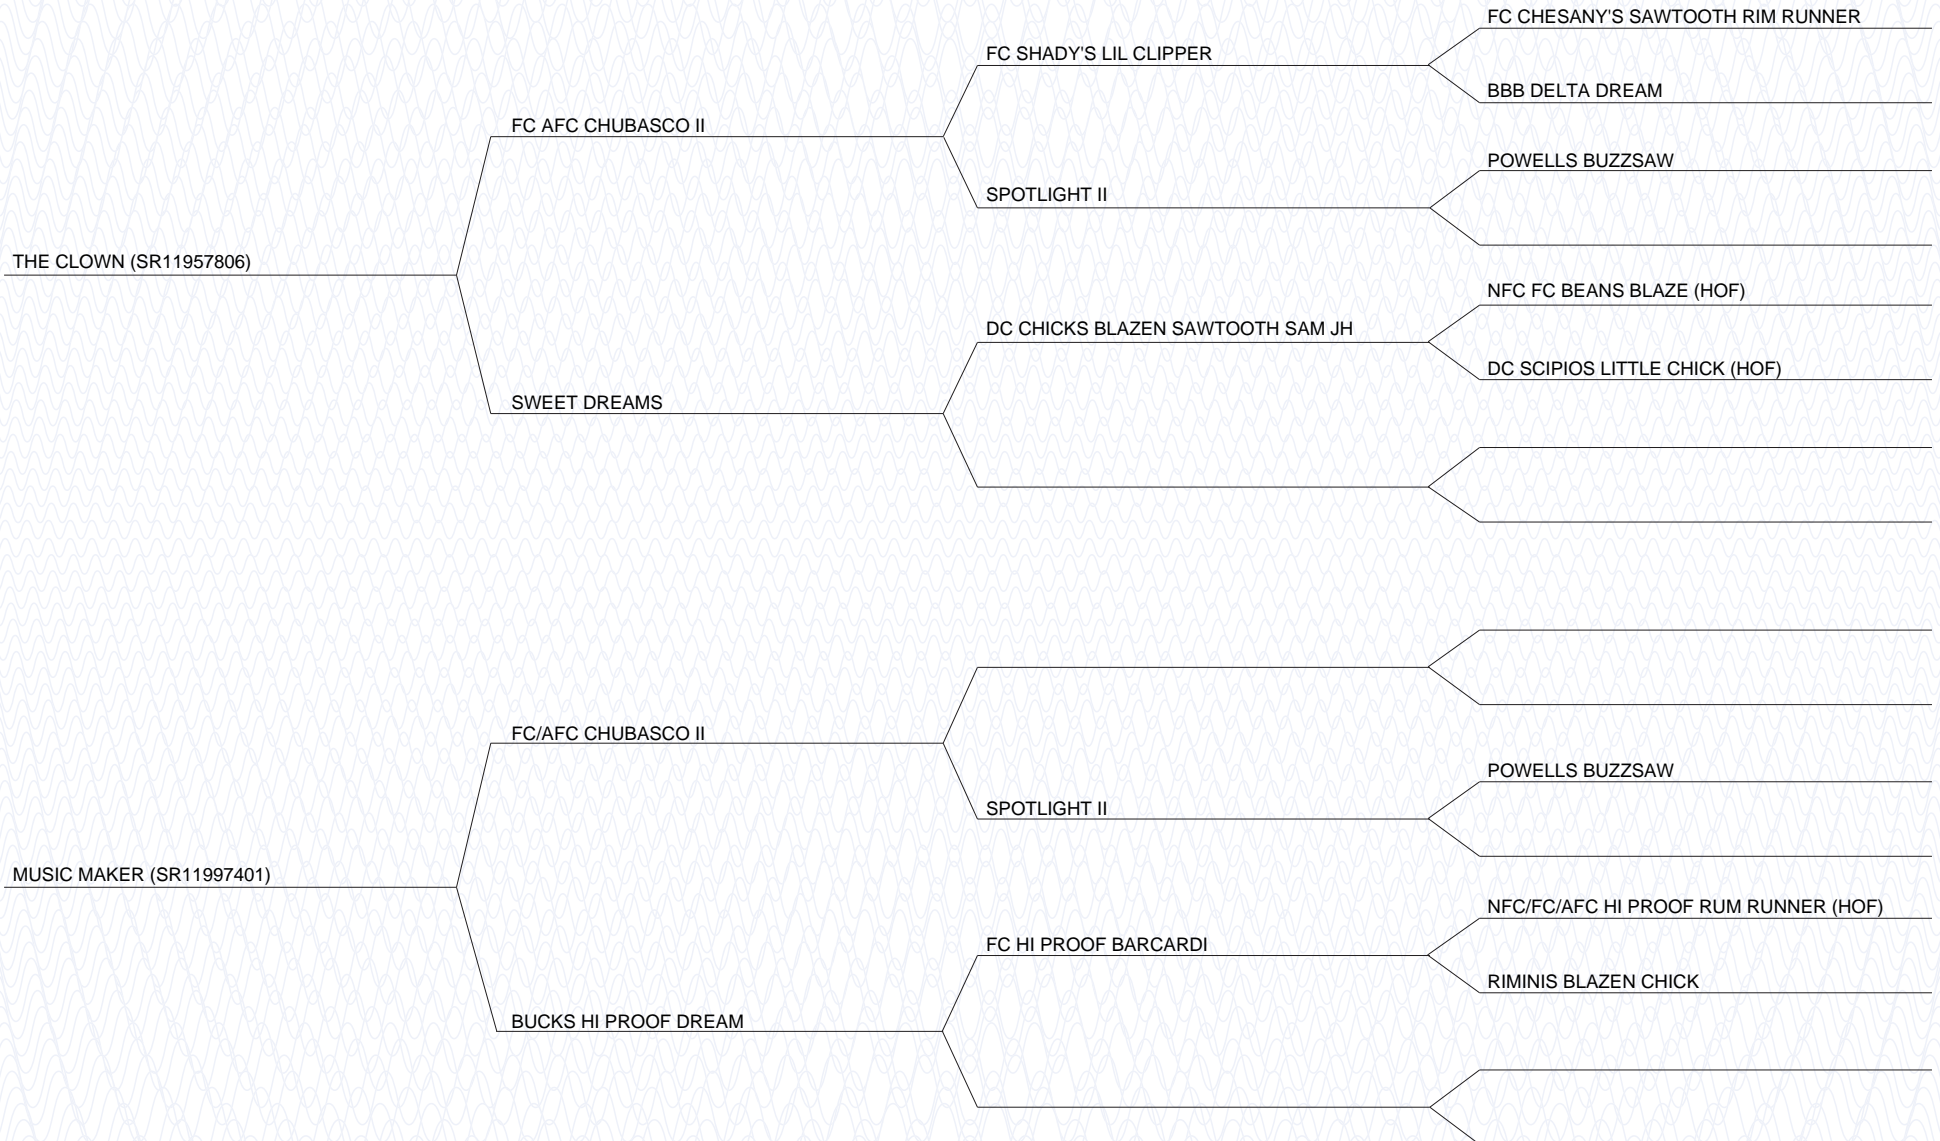 FC CHESANY'S SAWTOOTH RIM RUNNER
FC SHADY'S LIL CLIPPER
BBB DELTA DREAM
FC AFC CHUBASCO II
POWELLS BUZZSAW
SPOTLIGHT II
THE CLOWN (SR11957806)
NFC FC BEANS BLAZE (HOF)
DC CHICKS BLAZEN SAWTOOTH SAM JH
DC SCIPIOS LITTLE CHICK (HOF)
SWEET DREAMS
FC/AFC CHUBASCO II
POWELLS BUZZSAW
SPOTLIGHT II
MUSIC MAKER (SR11997401)
NFC/FC/AFC HI PROOF RUM RUNNER (HOF)
FC HI PROOF BARCARDI
RIMINIS BLAZEN CHICK
BUCKS HI PROOF DREAM